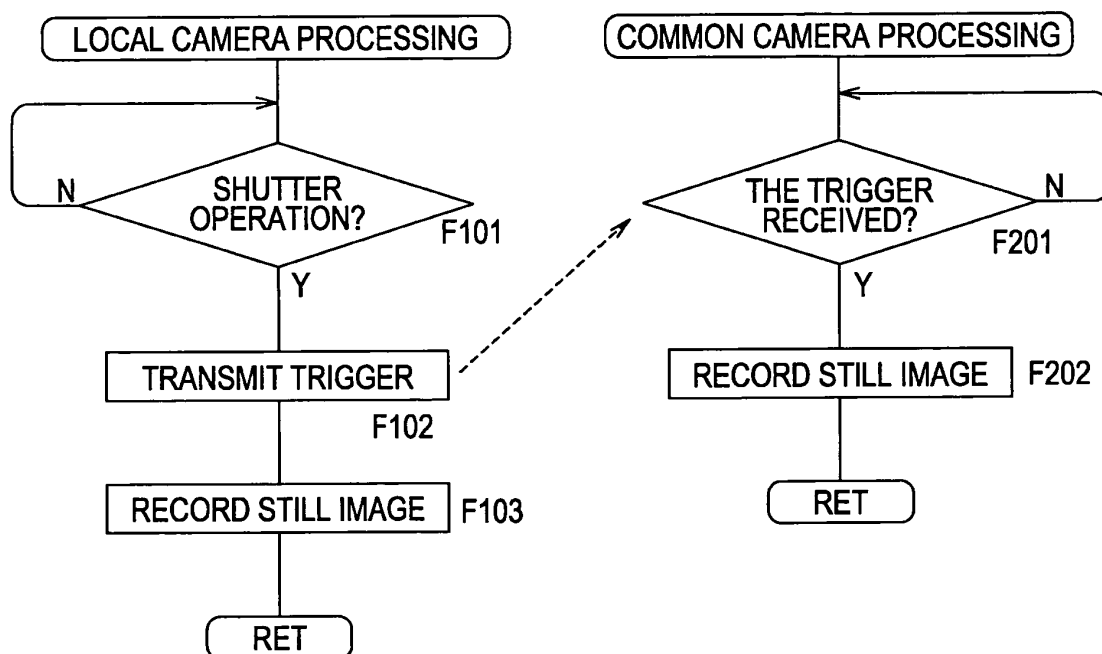 LOCAL CAMERA PROCESSING
N
SHUTTER
OPERATION?
F101
Y
TRANSMIT TRIGGER
F102
RECORD STILL IMAGE
F103
RET
COMMON CAMERA PROCESSING
THE TRIGGER
RECEIVED?
N
F201
Y
RECORD STILL IMAGE
F202
RET